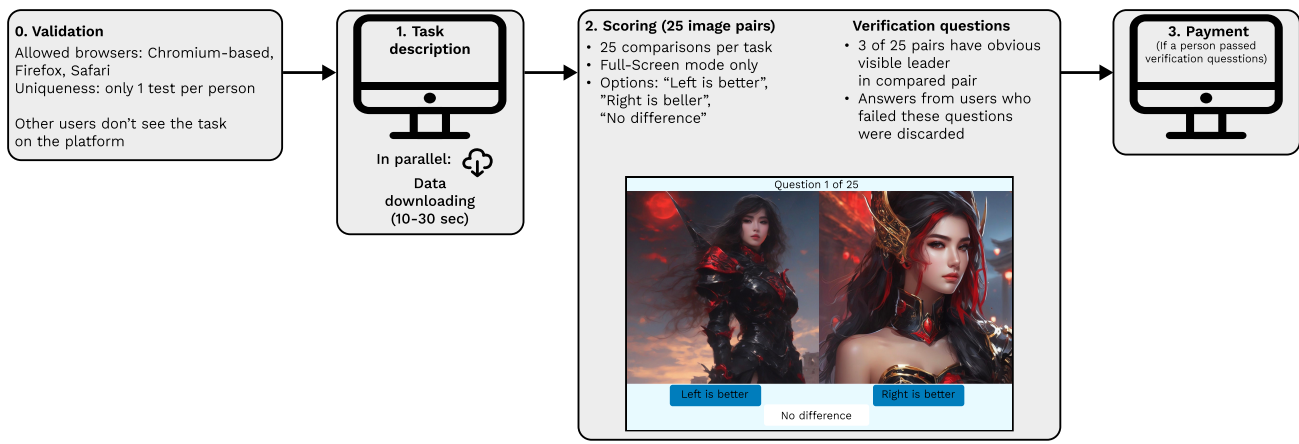 0. Validation
Allowed browsers: Chromium-based,
Firefox, Safari
Uniqueness: only 1 test per person
Other users don't see the task
on the platform
1. Task
description
In parallel:
Data
downloading
(10-30 sec)
2. Scoring (25 image pairs)
• 25 comparisons per task
• Full-Screen mode only
• Options: “Left is better”,
”Right is beller”,
“No difference”
Verification questions
• 3 of 25 pairs have obvious
visible leader
in compared pair
• Answers from users who
failed these questions
were discarded
Question 1 of 25
Left is better
Right is better
No difference
3. Payment
(If a person passed
verification quesstions)